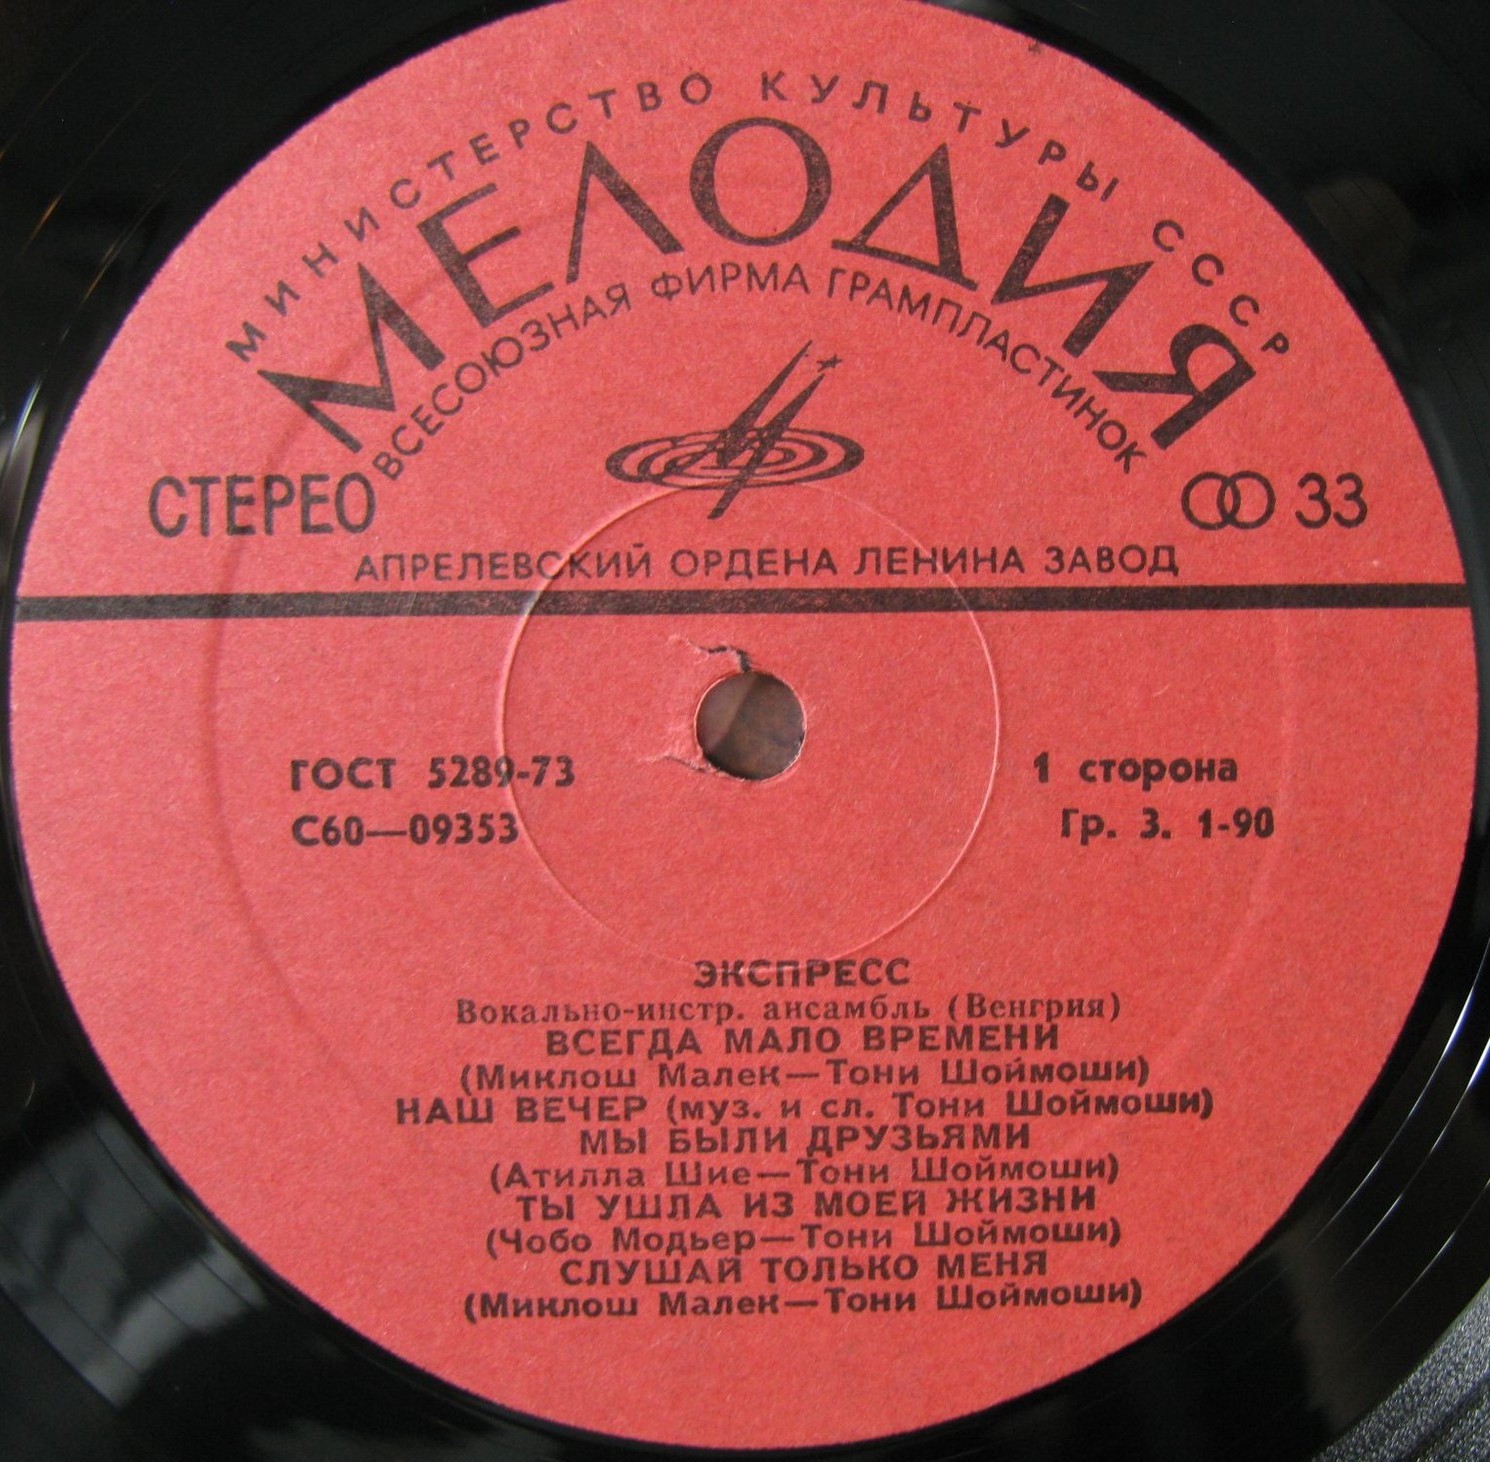 МИНИСТЕРСТВО КУЛЬТУРЫ СССР
МЕЛОДИЯ
ВСЕСОЮЗНАЯ ФИРМА ГРАМПЛАСТИНОК
СТЕРЕО
33
АПРЕЛЕВСКИЙ ОРДЕНА ЛЕНИНА ЗАВОД
ГОСТ 5289-73
1 сторона
С60—09353
Гр. 3. 1-90
ЭКСПРЕСС
Вокально-инстр. ансамбль (Венгрия)
ВСЕГДА МАЛО ВРЕМЕНИ
(Миклош Малек—Тони Шоймоши)
НАШ ВЕЧЕР (муз. и сл. Тони Шоймоши)
МЫ БЫЛИ ДРУЗЬЯМИ
(Атилла Шие—Тони Шоймоши)
ТЫ УШЛА ИЗ МОЕЙ ЖИЗНИ
(Чобо Модьер—Тони Шоймоши)
СЛУШАЙ ТОЛЬКО МЕНЯ
(Миклош Малек—Тони Шоймоши)